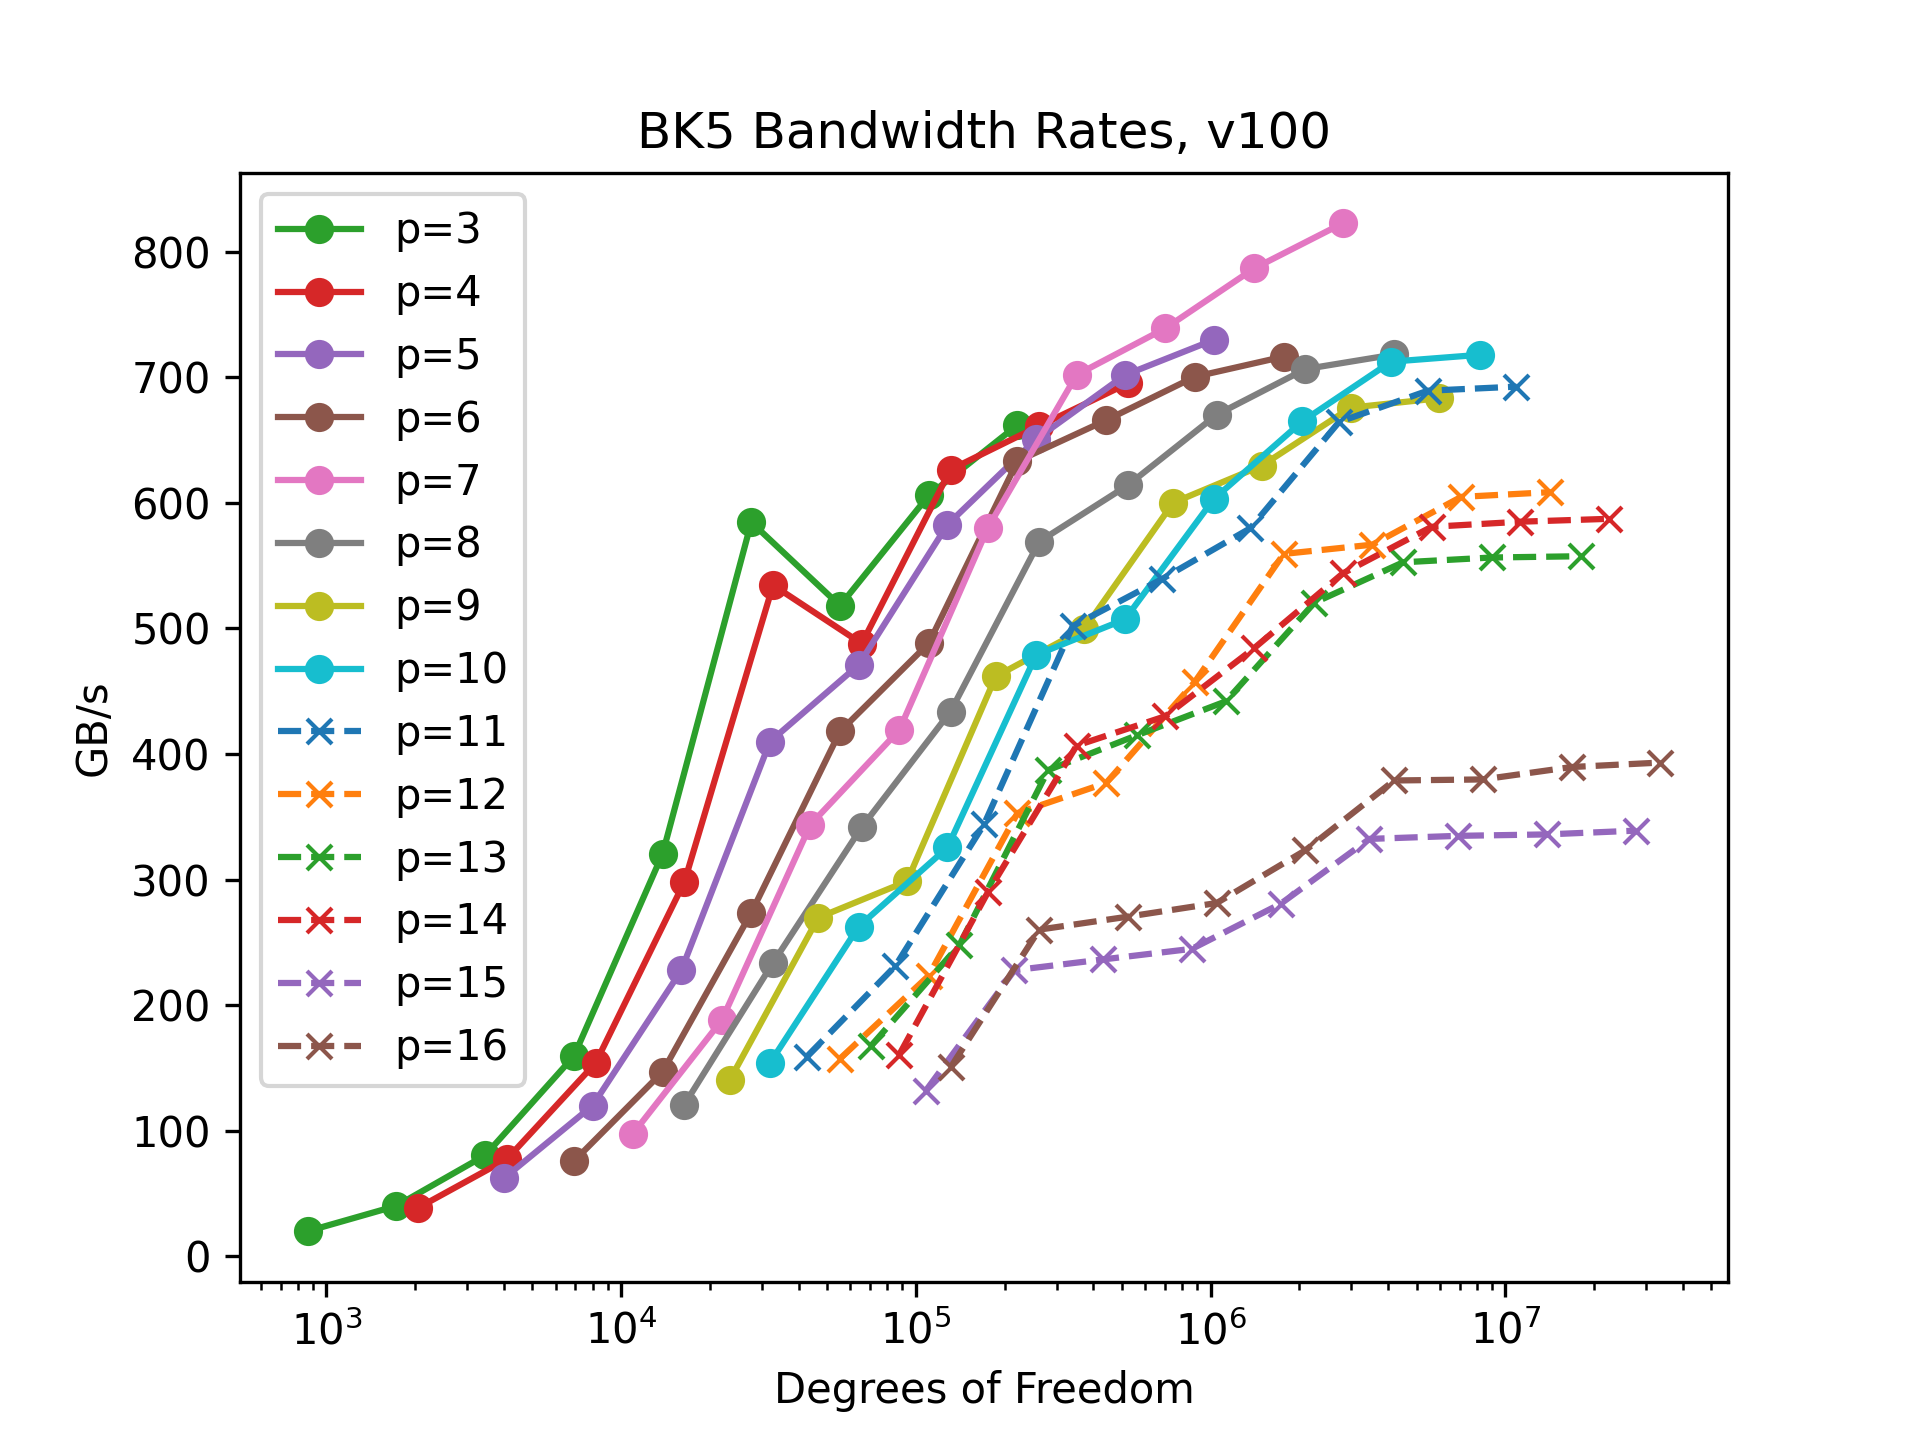 BK5 Bandwidth Rates, v100
p=3
p=4
p=5
p=6
p=7
p=8
p=9
p=10
p=11
p=12
p=13
p=14
p=15
p=16
GB/s
800
700
600
500
400
300
200
100
0
10³ 10⁴ 10⁵ 10⁶ 10⁷
Degrees of Freedom